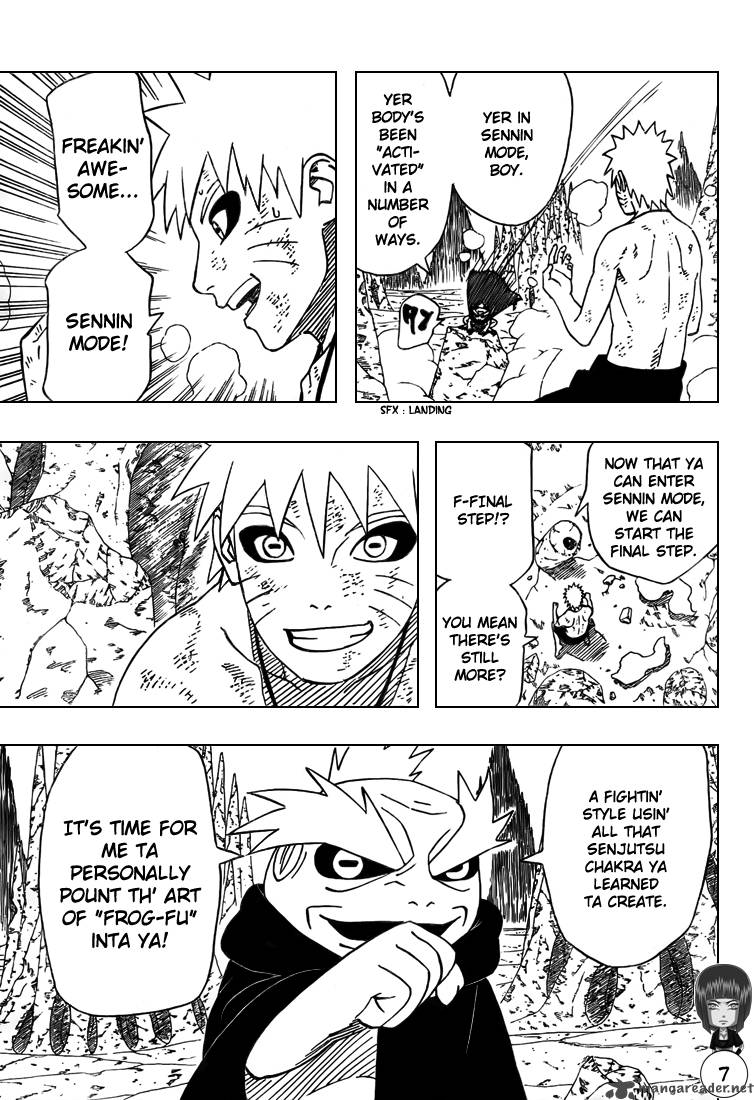 YER IN
SENNIN
MODE,
BOY.
YER
BODY'S
BEEN
"ACTI-
VATED"
IN A
NUMBER
OF
WAYS.
SFX : LANDING
FREAKIN'
AWE-
SOME...
SENNIN
MODE!
NOW THAT YA
CAN ENTER
SENNIN MODE,
WE CAN
START THE
FINAL STEP.
F-FINAL
STEP!?
YOU MEAN
THERE'S
STILL
MORE?
A FIGHTIN'
STYLE USIN'
ALL THAT
SENJUTSU
CHAKRA YA
LEARNED
TA CREATE.
IT'S TIME FOR
ME TA
PERSONALLY
POUNT TH' ART
OF "FROG-FU"
INTA YA!
7
mangareader.net